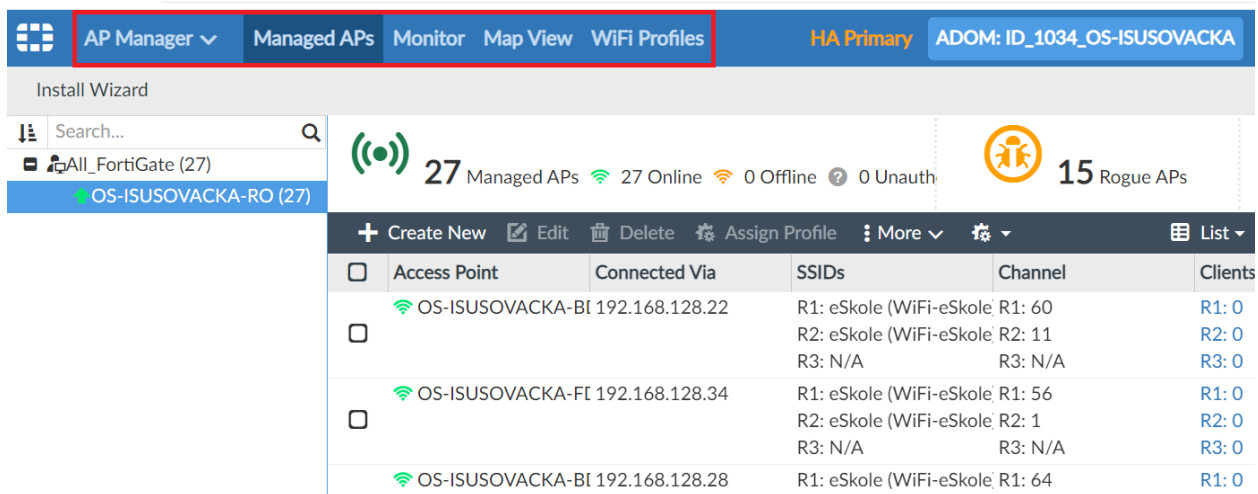 AP Manager Managed APs Monitor Map View WiFi Profiles HA Primary ADOM: ID_1034_OS-ISUSOVACKA
Install Wizard
Search...
All_FortiGate (27)
OS-ISUSOVACKA-RO (27)
27 Managed APs 27 Online 0 Offline 0 Unauth
15 Rogue APs
Create New Edit Delete Assign Profile More List
Access Point Connected Via SSIDs Channel Clients
OS-ISUSOVACKA-B 192.168.128.22 R1: eSkole (WiFi-eSkole R1: 60 R1: 0
R2: eSkole (WiFi-eSkole R2: 11 R2: 0
R3: N/A R3: N/A R3: 0
OS-ISUSOVACKA-F 192.168.128.34 R1: eSkole (WiFi-eSkole R1: 56 R1: 0
R2: eSkole (WiFi-eSkole R2: 1 R2: 0
R3: N/A R3: N/A R3: 0
OS-ISUSOVACKA-B 192.168.128.28 R1: eSkole (WiFi-eSkole R1: 64 R1: 0